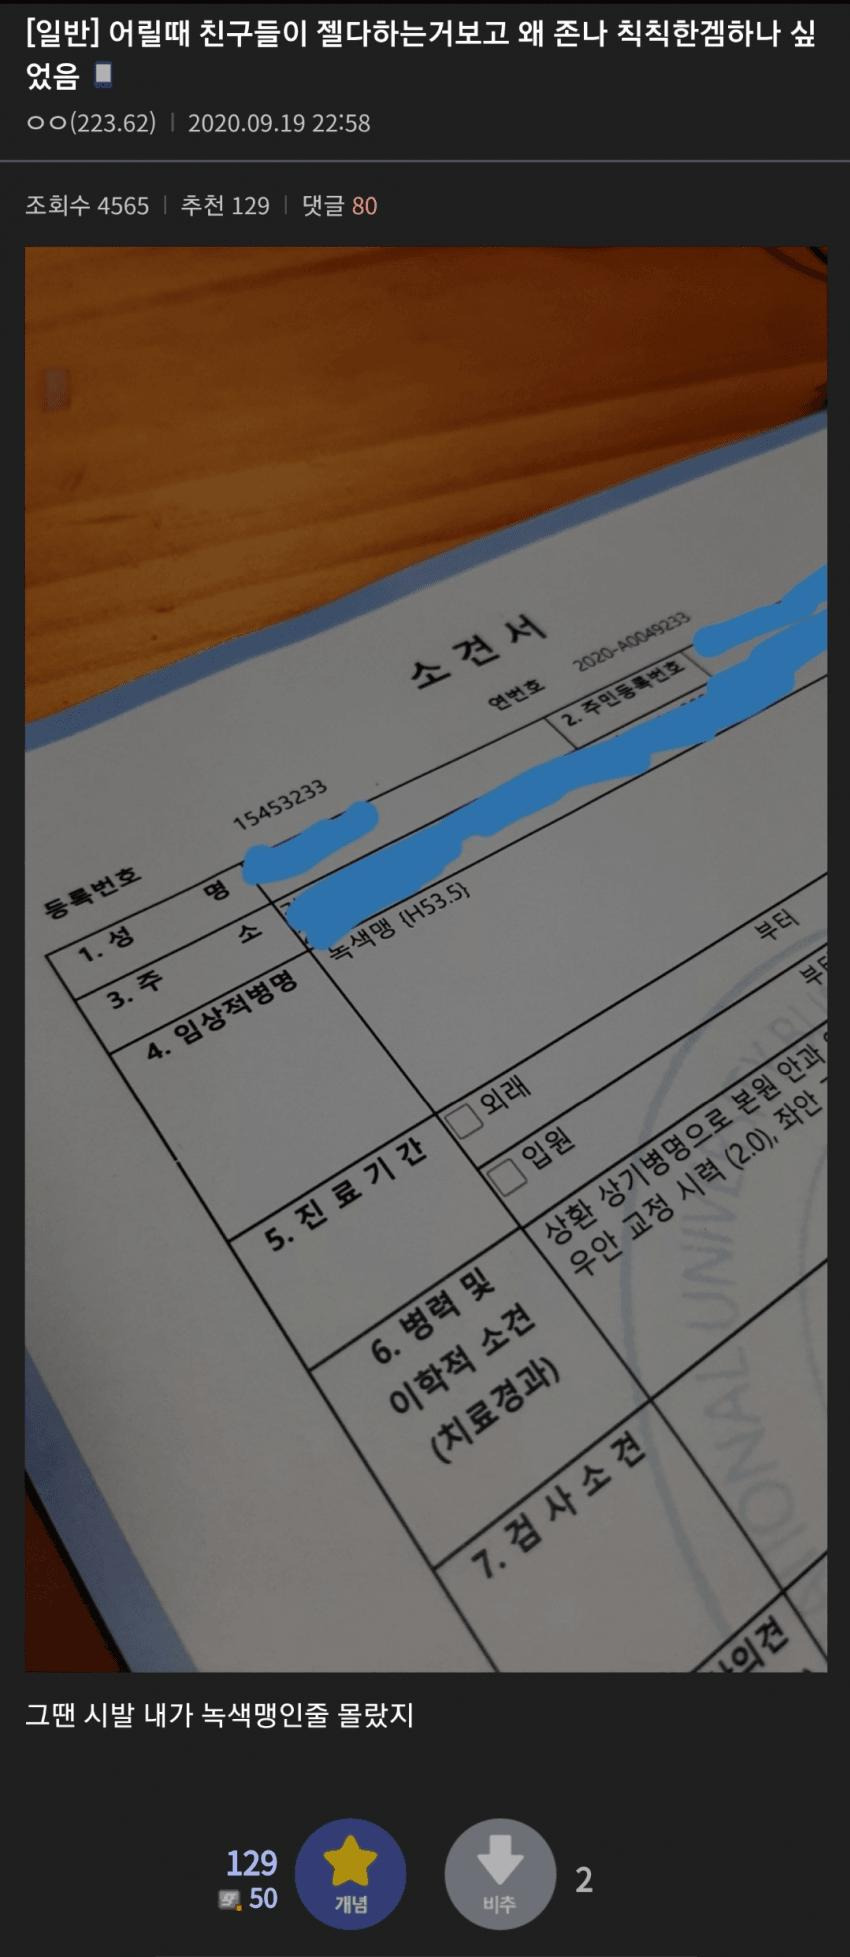 [일반] 어릴때 친구들이 젤다하는거보고 왜 존나 칙칙한겜하나 싶
었음
ㅇㅇ(223.62) | 2020.09.19 22:58
조회수 4565 | 추천 129 | 댓글 80
소견서
연번호 2020-A0049233
2. 주민등록번호
15453233
등록번호
1. 성 명
3. 주 소
4. 임상적병명
녹색맹 {H53.5}
부터
부터
5. 진료기간
외래
입원
6. 병력 및
이학적 소견
(치료경과)
상환 상기병명으로 본원 안과
우안 교정 시력 (2.0), 좌안
7. 검사소견
의견
그땐 시발 내가 녹색맹인줄 몰랐지
129
50
개념
비추
2